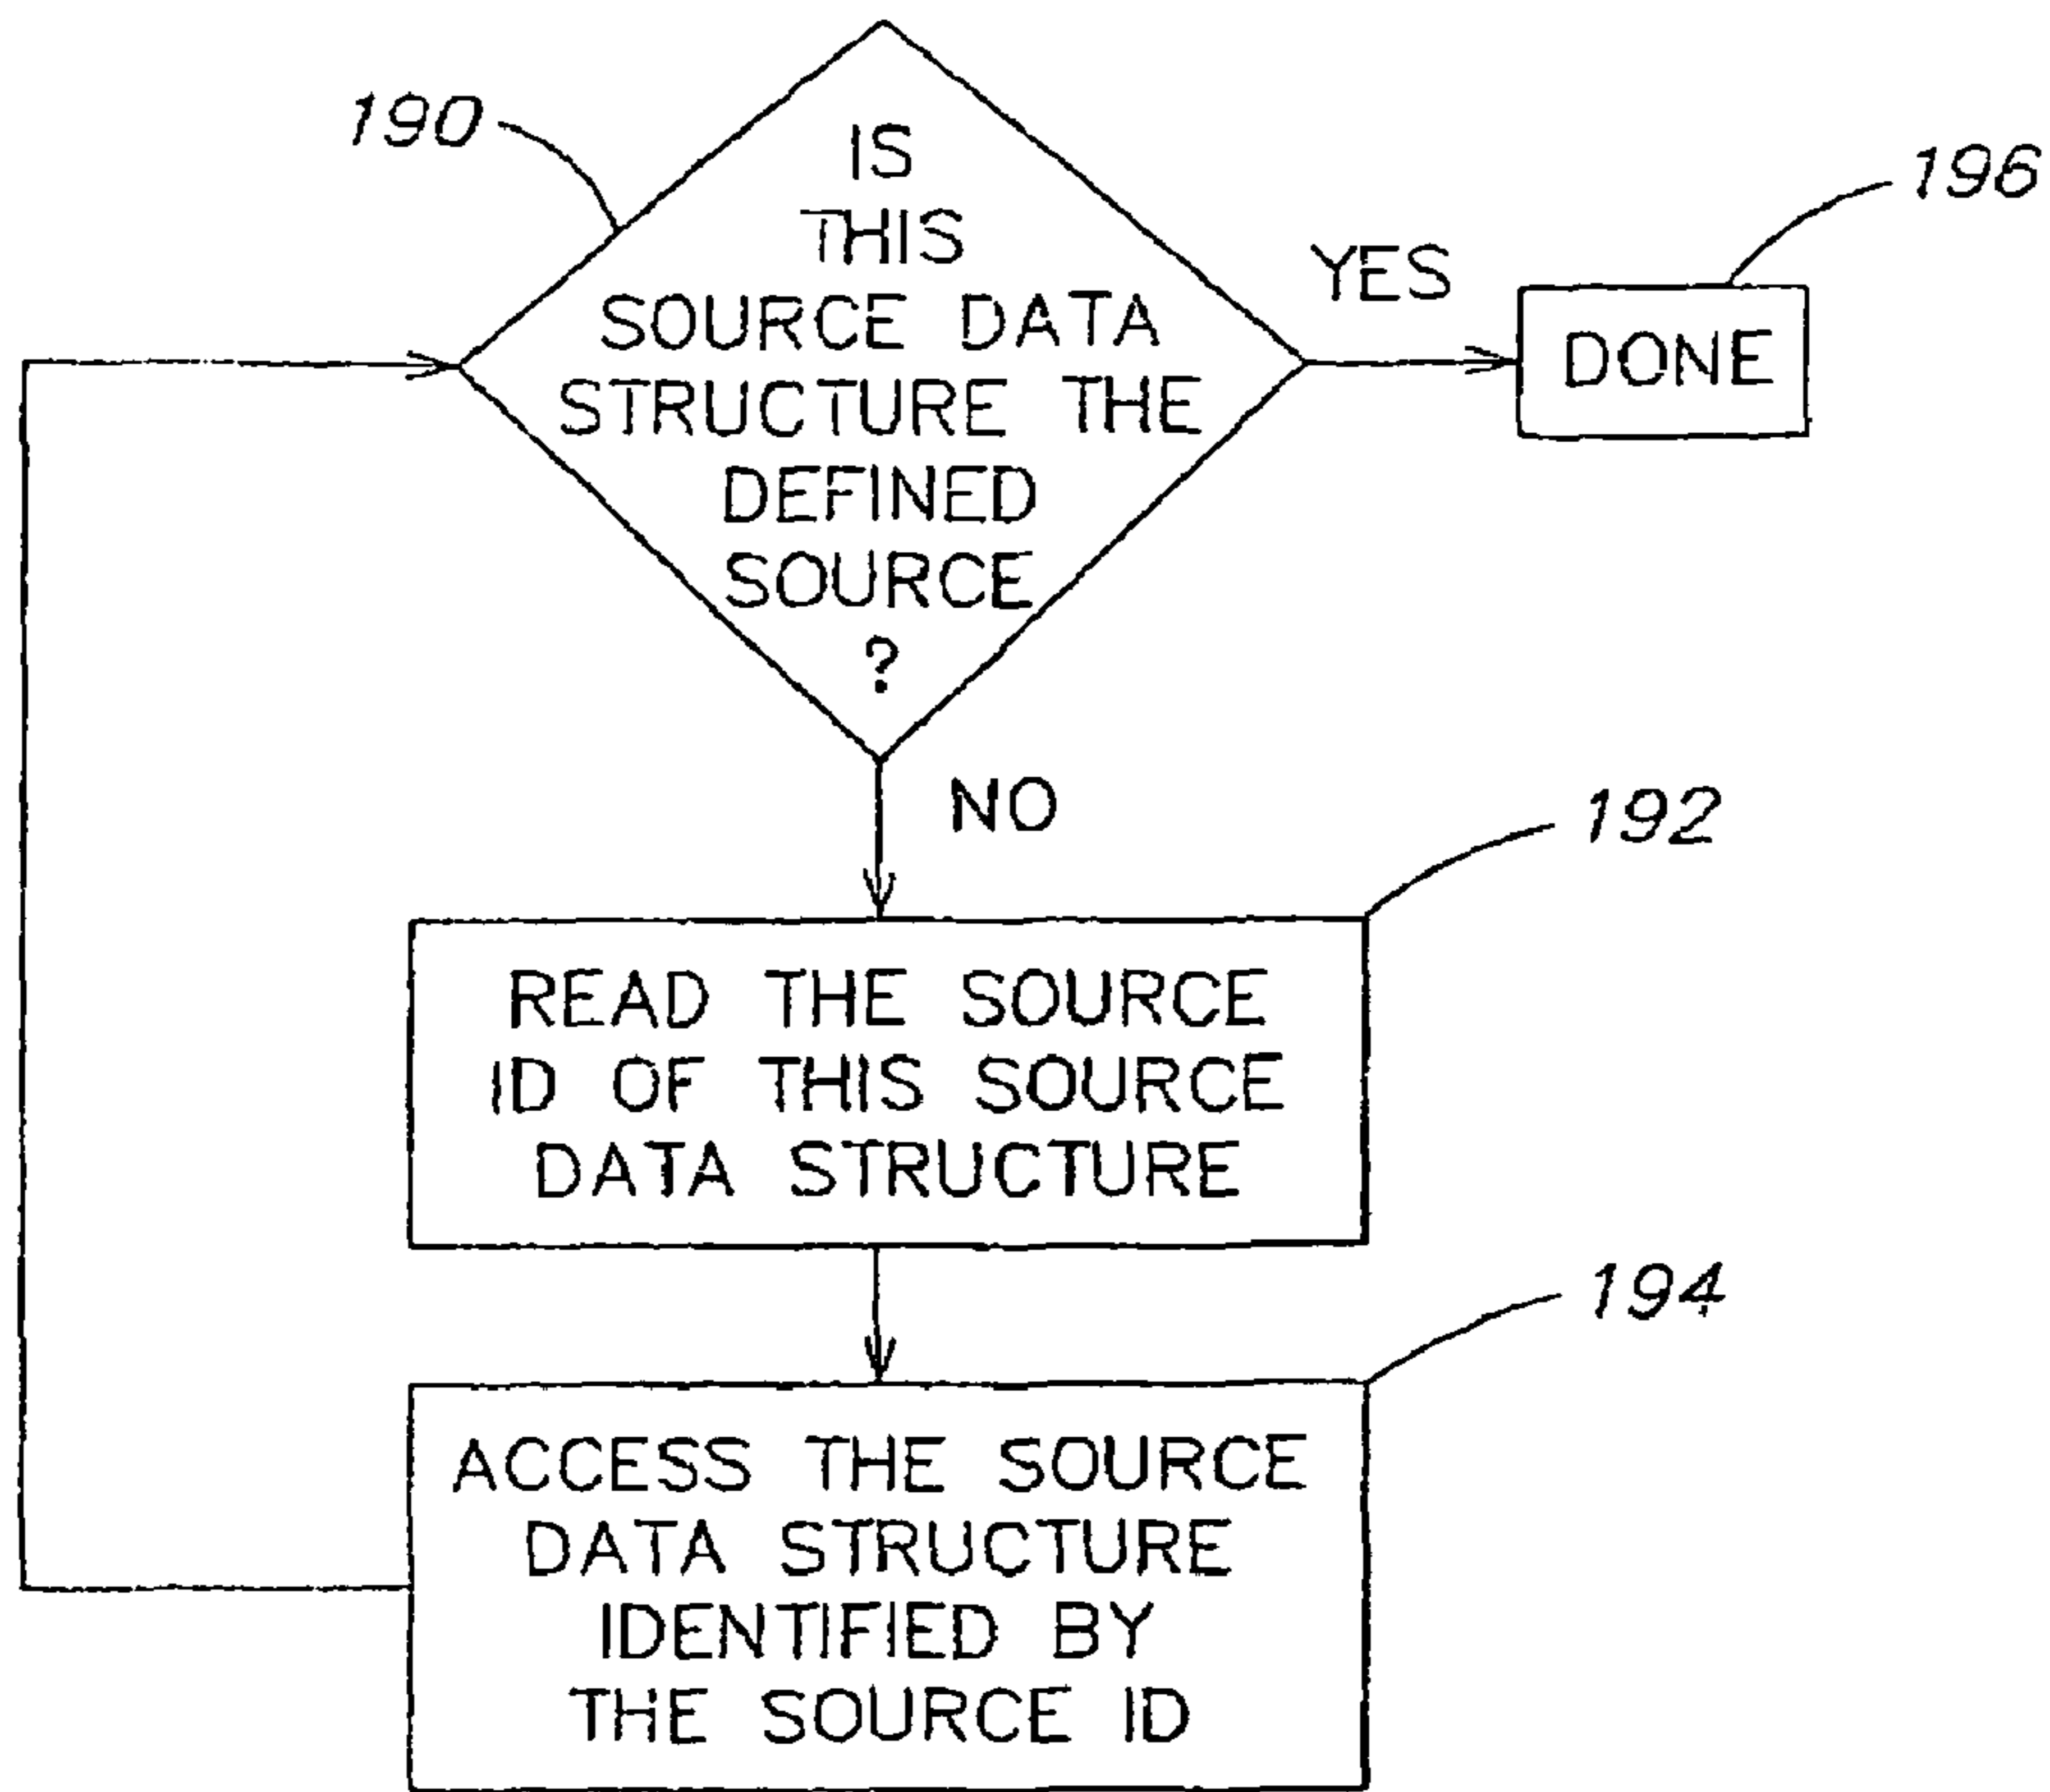 190
IS
THIS
SOURCE DATA
STRUCTURE THE
DEFINED
SOURCE
?
YES
196
DONE
NO
192
READ THE SOURCE
ID OF THIS SOURCE
DATA STRUCTURE
194
ACCESS THE SOURCE
DATA STRUCTURE
IDENTIFIED BY
THE SOURCE ID